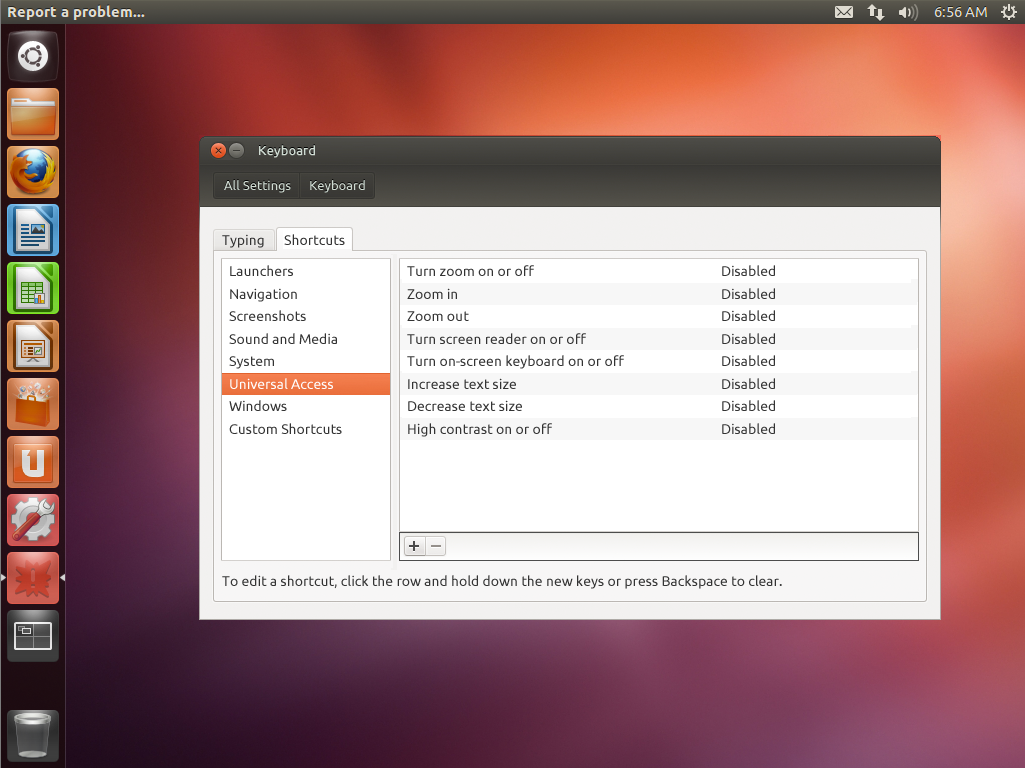 Report a problem...
6:56 AM
Keyboard
All Settings Keyboard
Typing Shortcuts
Launchers
Navigation
Screenshots
Sound and Media
System
Universal Access
Windows
Custom Shortcuts
Turn zoom on or off Disabled
Zoom in Disabled
Zoom out Disabled
Turn screen reader on or off Disabled
Turn on-screen keyboard on or off Disabled
Increase text size Disabled
Decrease text size Disabled
High contrast on or off Disabled
To edit a shortcut, click the row and hold down the new keys or press Backspace to clear.